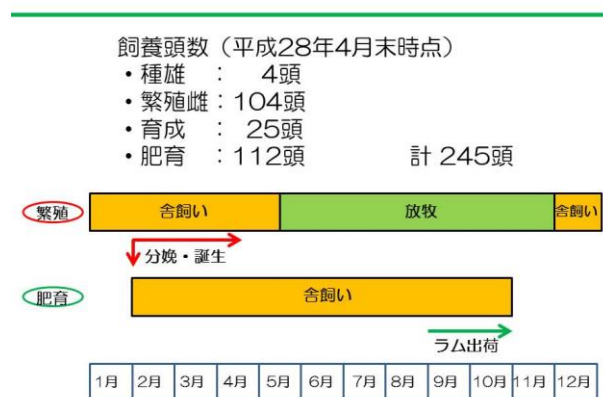 飼養頭数（平成28年4月末時点）
・種雄 ： 4頭
・繁殖雌：104頭
・育成 ： 25頭
・肥育 ：112頭 計 245頭
繁殖 舎飼い 放牧 舎飼い
分娩・誕生
肥育 舎飼い
ラム出荷
1月 2月 3月 4月 5月 6月 7月 8月 9月 10月 11月 12月